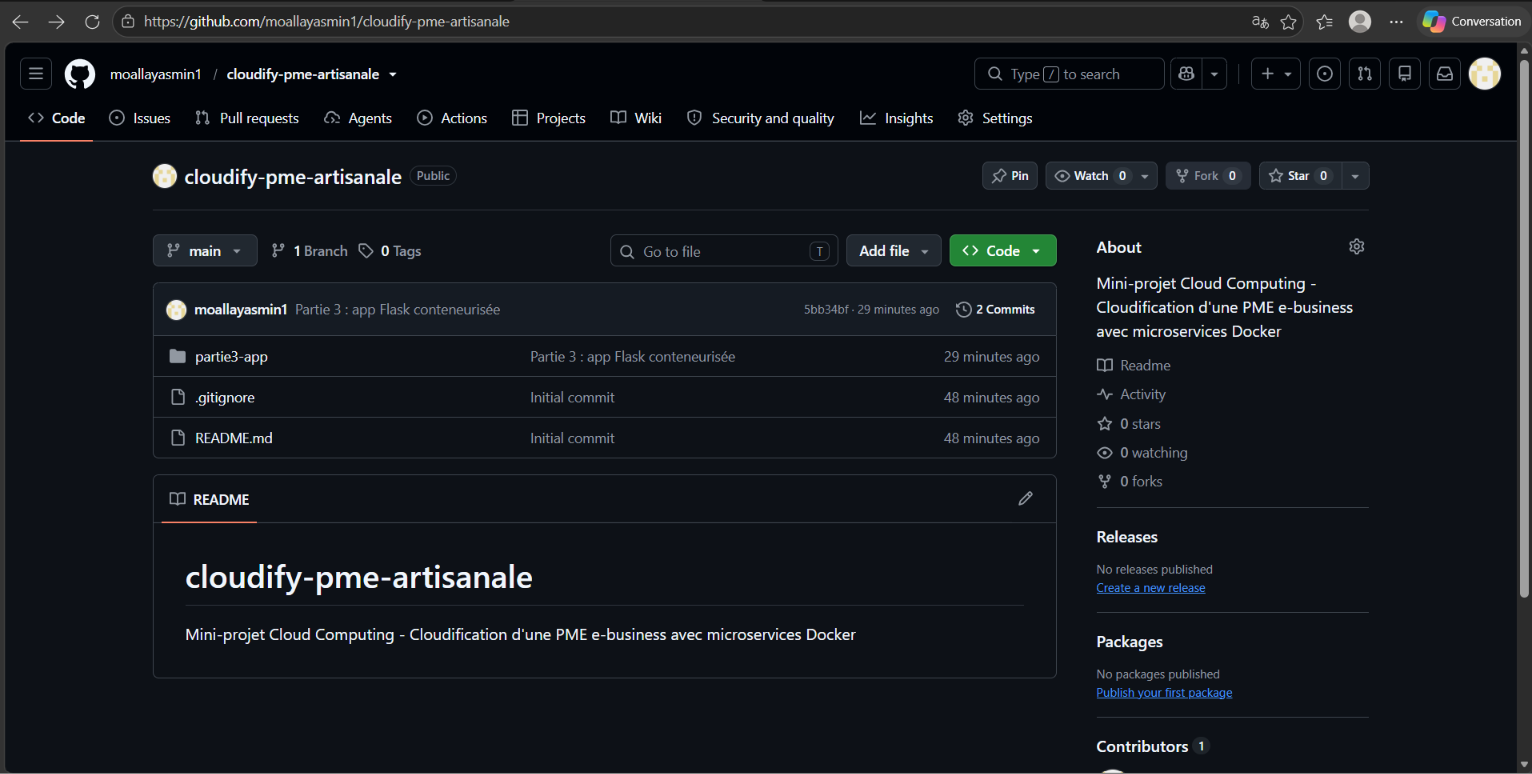 https://github.com/moallayasmin1/cloudify-pme-artisanale
Conversation
moallayasmin1 / cloudify-pme-artisanale
Type / to search
Code Issues Pull requests Agents Actions Projects Wiki Security and quality Insights Settings
cloudify-pme-artisanale Public
Pin Watch 0 Fork 0 Star 0
main 1 Branch 0 Tags Go to file T Add file Code
moallayasmin1 Partie 3 : app Flask conteneurisée 5bb34bf · 29 minutes ago 2 Commits
partie3-app Partie 3 : app Flask conteneurisée 29 minutes ago
.gitignore Initial commit 48 minutes ago
README.md Initial commit 48 minutes ago
README
cloudify-pme-artisanale
Mini-projet Cloud Computing - Cloudification d'une PME e-business avec microservices Docker
About
Mini-projet Cloud Computing -
Cloudification d'une PME e-business
avec microservices Docker
Readme
Activity
0 stars
0 watching
0 forks
Releases
No releases published
Create a new release
Packages
No packages published
Publish your first package
Contributors 1